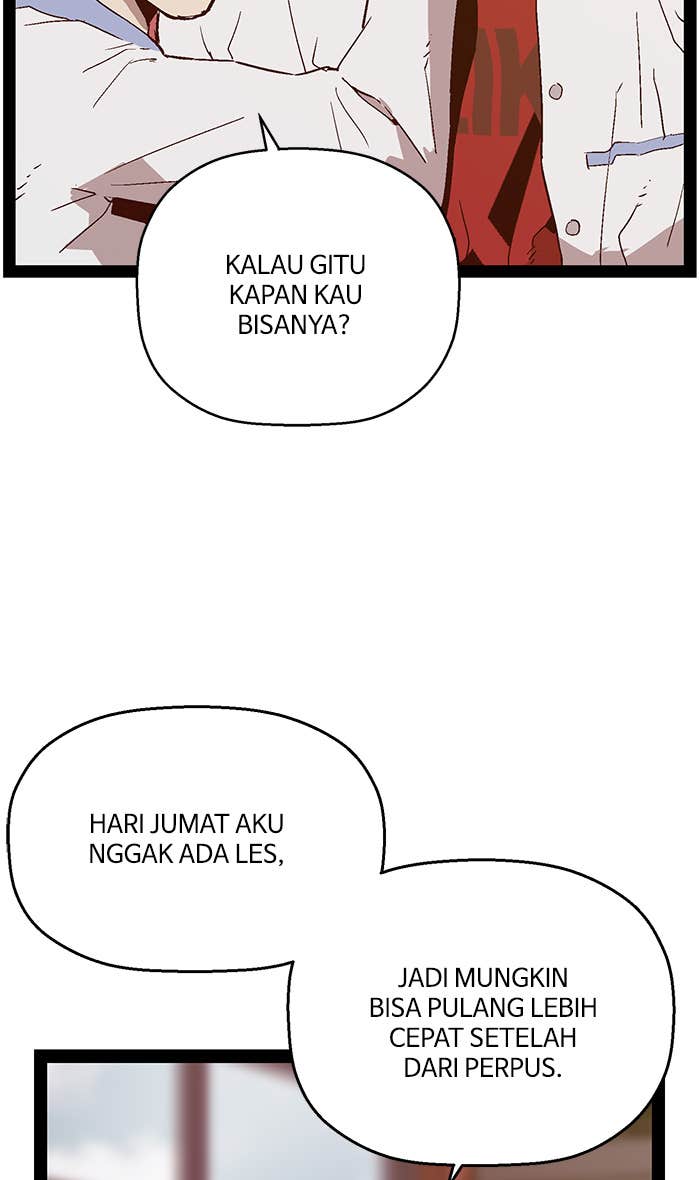 KALAU GITU
KAPAN KAU
BISANYA?
HARI JUMAT AKU
NGGAK ADA LES,
JADI MUNGKIN
BISA PULANG LEBIH
CEPAT SETELAH
DARI PERPUS.